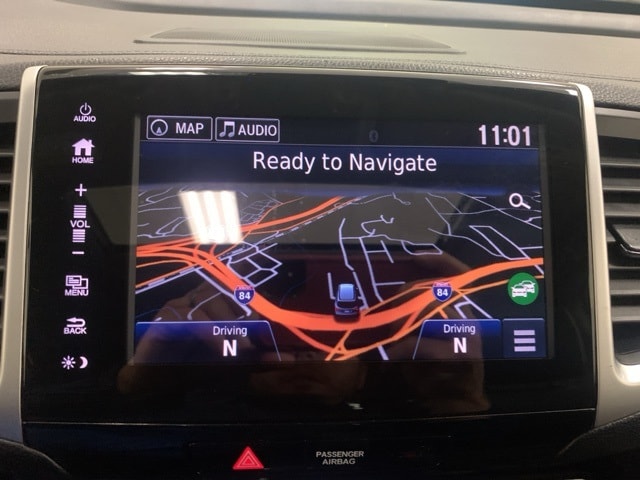 AUDIO
HOME
+
VOL
-
MENU
BACK
MAP
AUDIO
11:01
Ready to Navigate
84
84
Driving
N
Driving
N
PASSENGER
AIRBAG